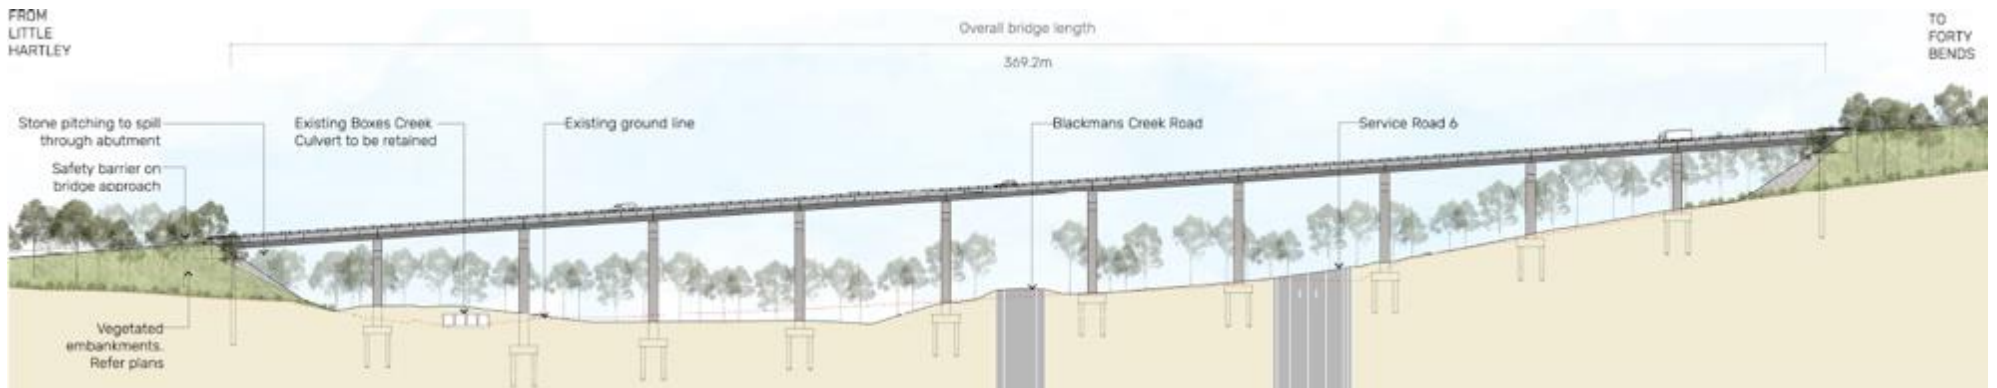 FROM
LITTLE
HARTLEY
Overall bridge length
369.2m
TO
FORTY
BENDS
Stone pitching to spill
through abutment
Safety barrier on
bridge approach
Existing Boxes Creek
Culvert to be retained
Existing ground line
Blackmans Creek Road
Service Road 6
Vegetated
embankments.
Refer plans